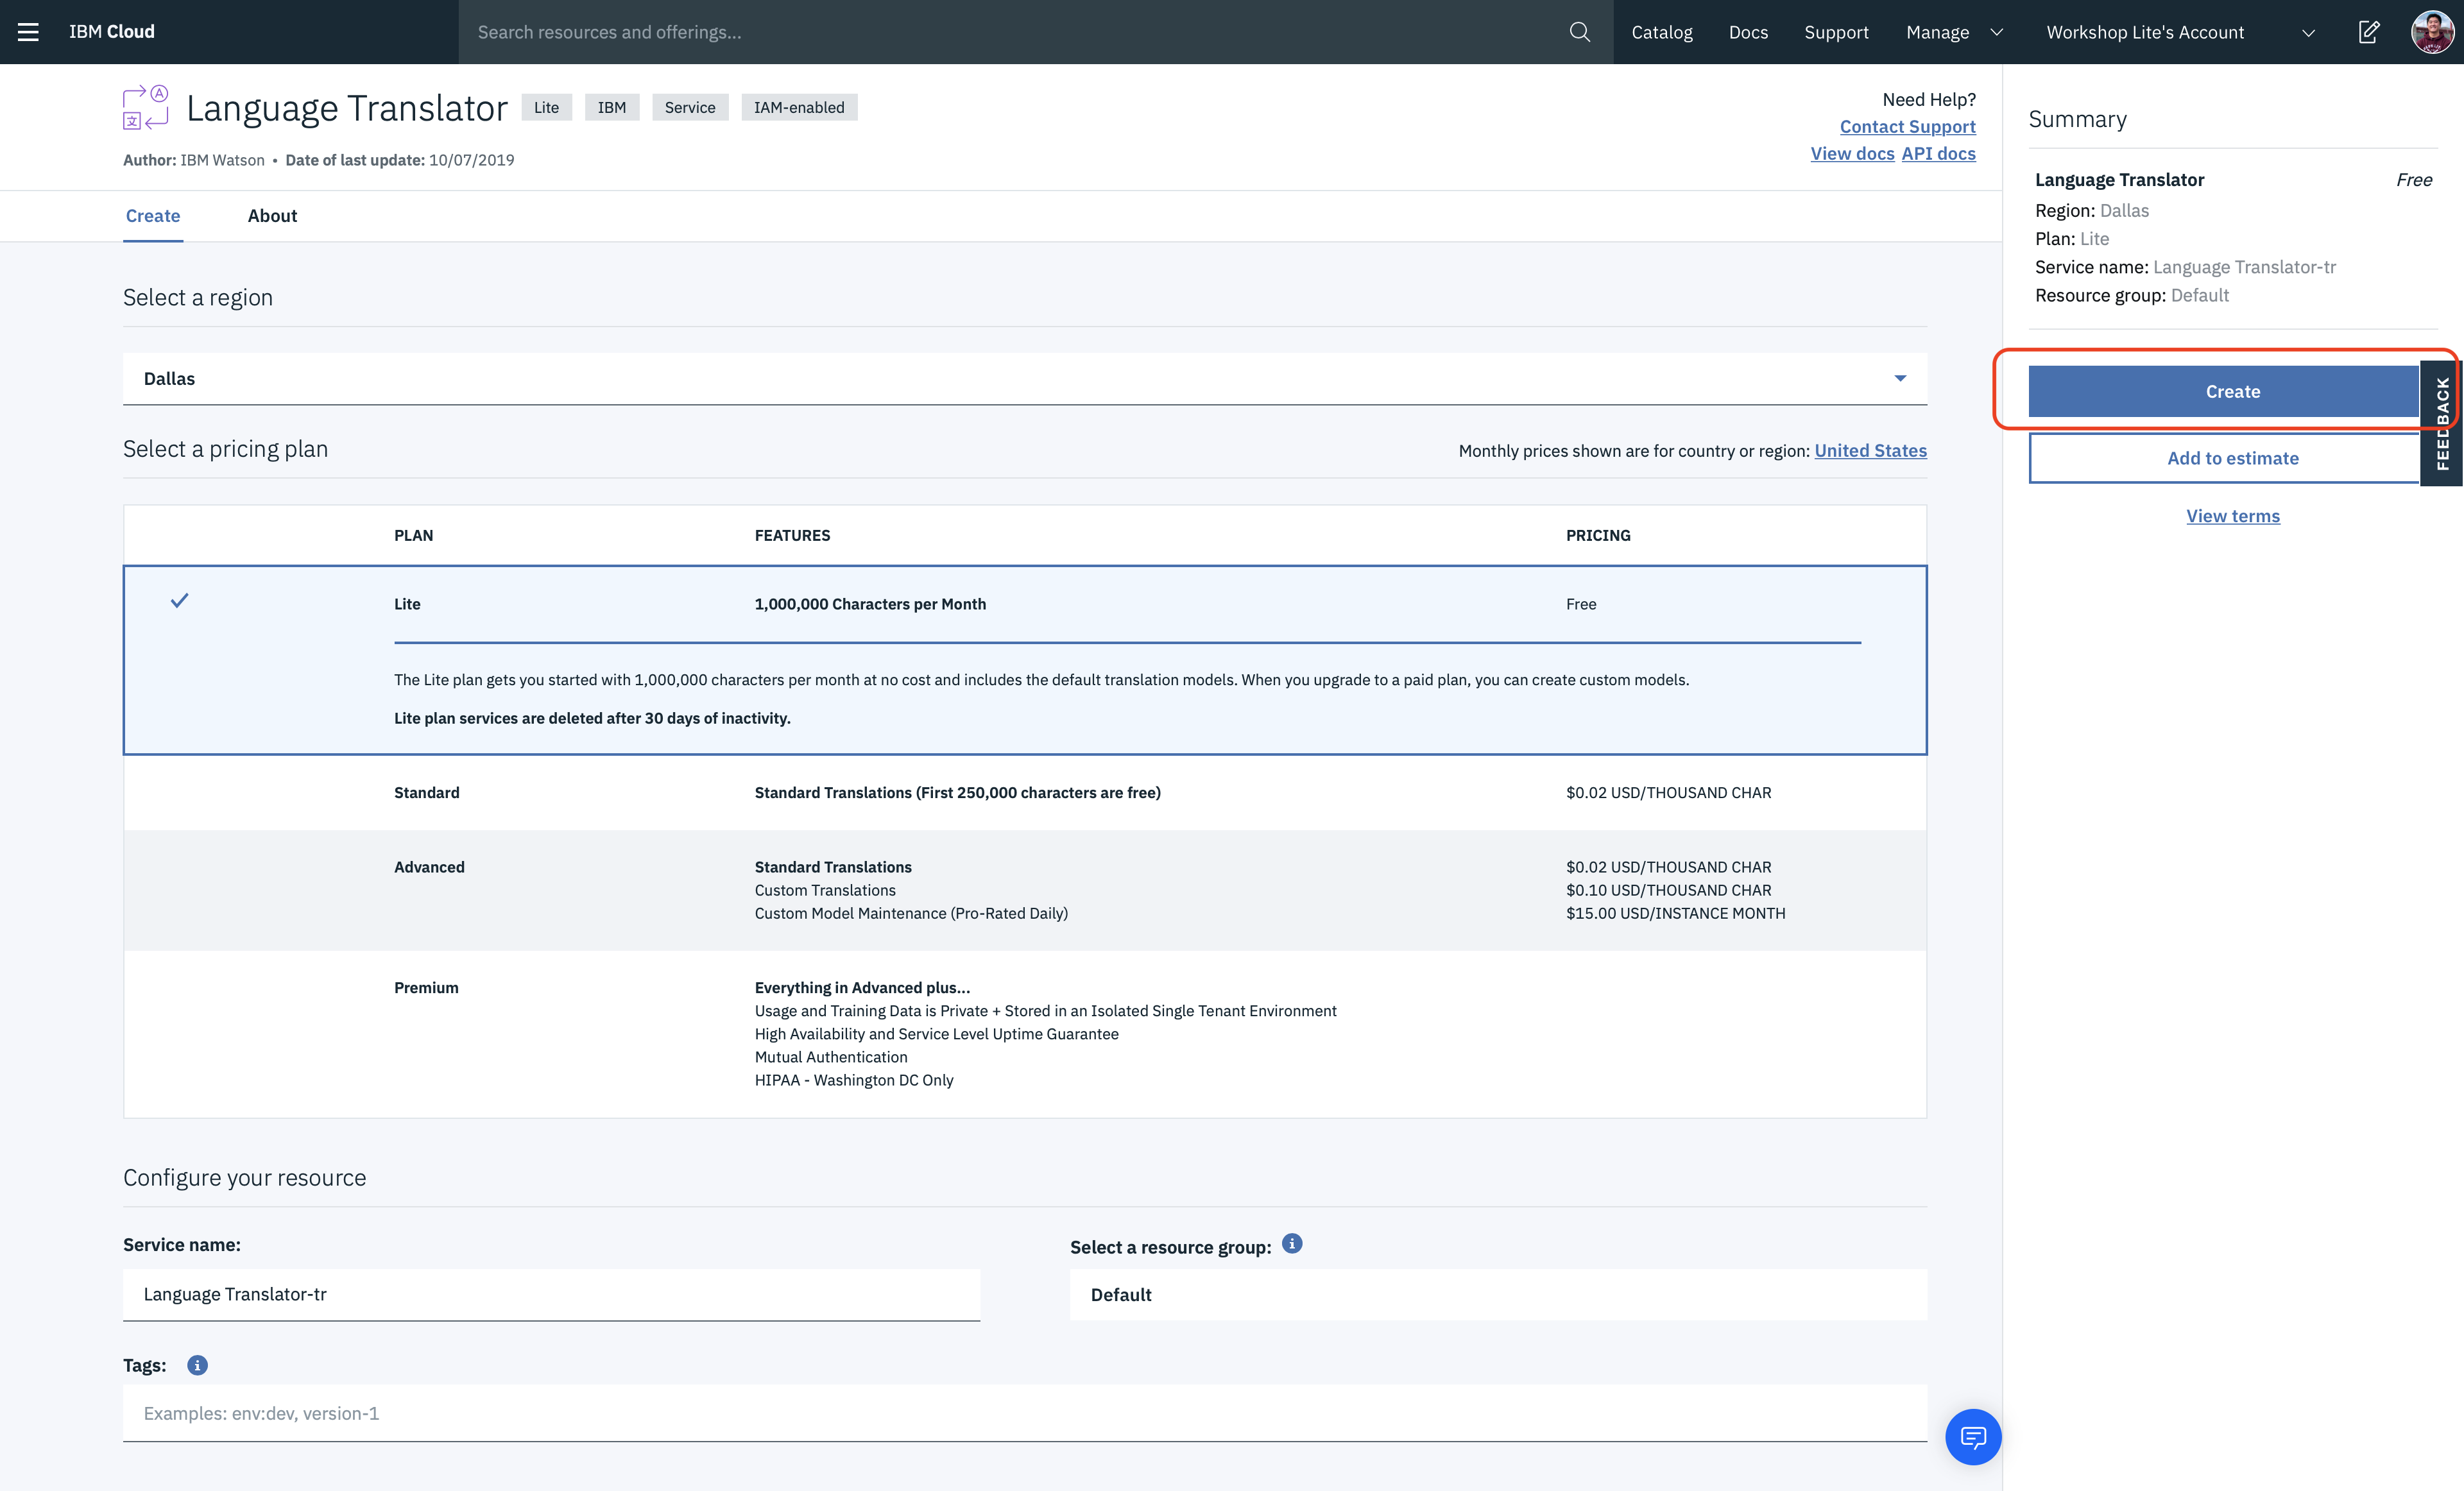 IBM Cloud
Search resources and offerings...
Catalog
Docs
Support
Manage
Workshop Lite's Account
Language Translator
Lite
IBM
Service
IAM-enabled
Author: IBM Watson • Date of last update: 10/07/2019
Need Help?
Contact Support
View docs API docs
Create
About
Select a region
Dallas
Select a pricing plan
Monthly prices shown are for country or region: United States
PLAN FEATURES PRICING
Lite 1,000,000 Characters per Month Free
The Lite plan gets you started with 1,000,000 characters per month at no cost and includes the default translation models. When you upgrade to a paid plan, you can create custom models.
Lite plan services are deleted after 30 days of inactivity.
Standard Standard Translations (First 250,000 characters are free) $0.02 USD/THOUSAND CHAR
Advanced Standard Translations $0.02 USD/THOUSAND CHAR
Custom Translations $0.10 USD/THOUSAND CHAR
Custom Model Maintenance (Pro-Rated Daily) $15.00 USD/INSTANCE MONTH
Premium Everything in Advanced plus...
Usage and Training Data is Private + Stored in an Isolated Single Tenant Environment
High Availability and Service Level Uptime Guarantee
Mutual Authentication
HIPAA - Washington DC Only
Configure your resource
Service name:
Language Translator-tr
Select a resource group:
Default
Tags:
Examples: env:dev, version-1
Summary
Language Translator Free
Region: Dallas
Plan: Lite
Service name: Language Translator-tr
Resource group: Default
Create
Add to estimate
View terms
FEEDBACK